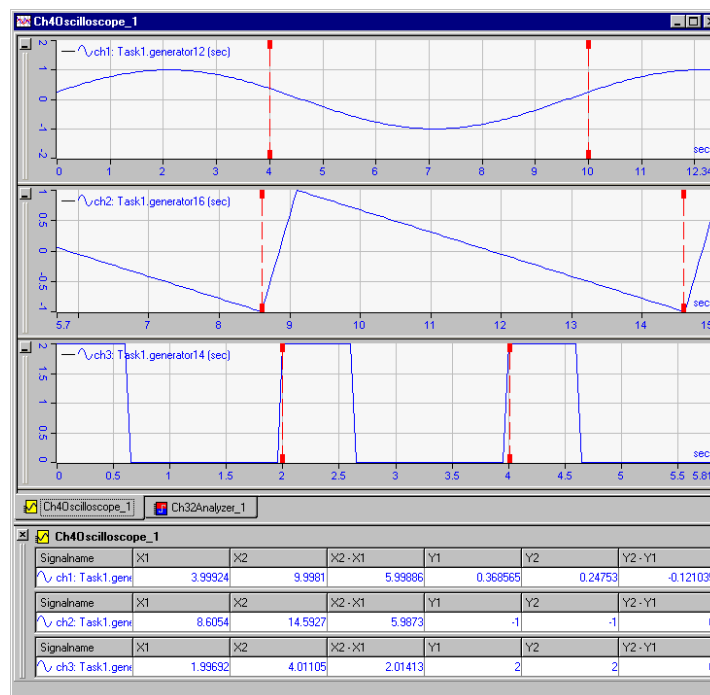 Ch4Oscilloscope_1
ch1: Task1.generator12 (sec)
2
1
0
-1
-2
sec
0 1 2 3 4 5 6 7 8 9 10 11 12.34
ch2: Task1.generator16 (sec)
1
0.5
0
-0.5
-1
sec
5.7 7 8 9 10 11 12 13 14 15
ch3: Task1.generator14 (sec)
2
1.5
0.5
0
sec
0 0.5 1 1.5 2 2.5 3 3.5 4 4.5 5 5.5 5.81
Ch4Oscilloscope_1 Ch32Analyzer_1
Ch4Oscilloscope_1
Signalname X1 X2 X2 - X1 Y1 Y2 Y2 - Y1
ch1: Task1.gene 3.99924 9.9981 5.99886 0.368565 0.24753 -0.121035
Signalname X1 X2 X2 - X1 Y1 Y2 Y2 - Y1
ch2: Task1.gene 8.6054 14.5927 5.9873 -1 -1
Signalname X1 X2 X2 - X1 Y1 Y2 Y2 - Y1
ch3: Task1.gene 1.99692 4.01105 2.01413 2 2